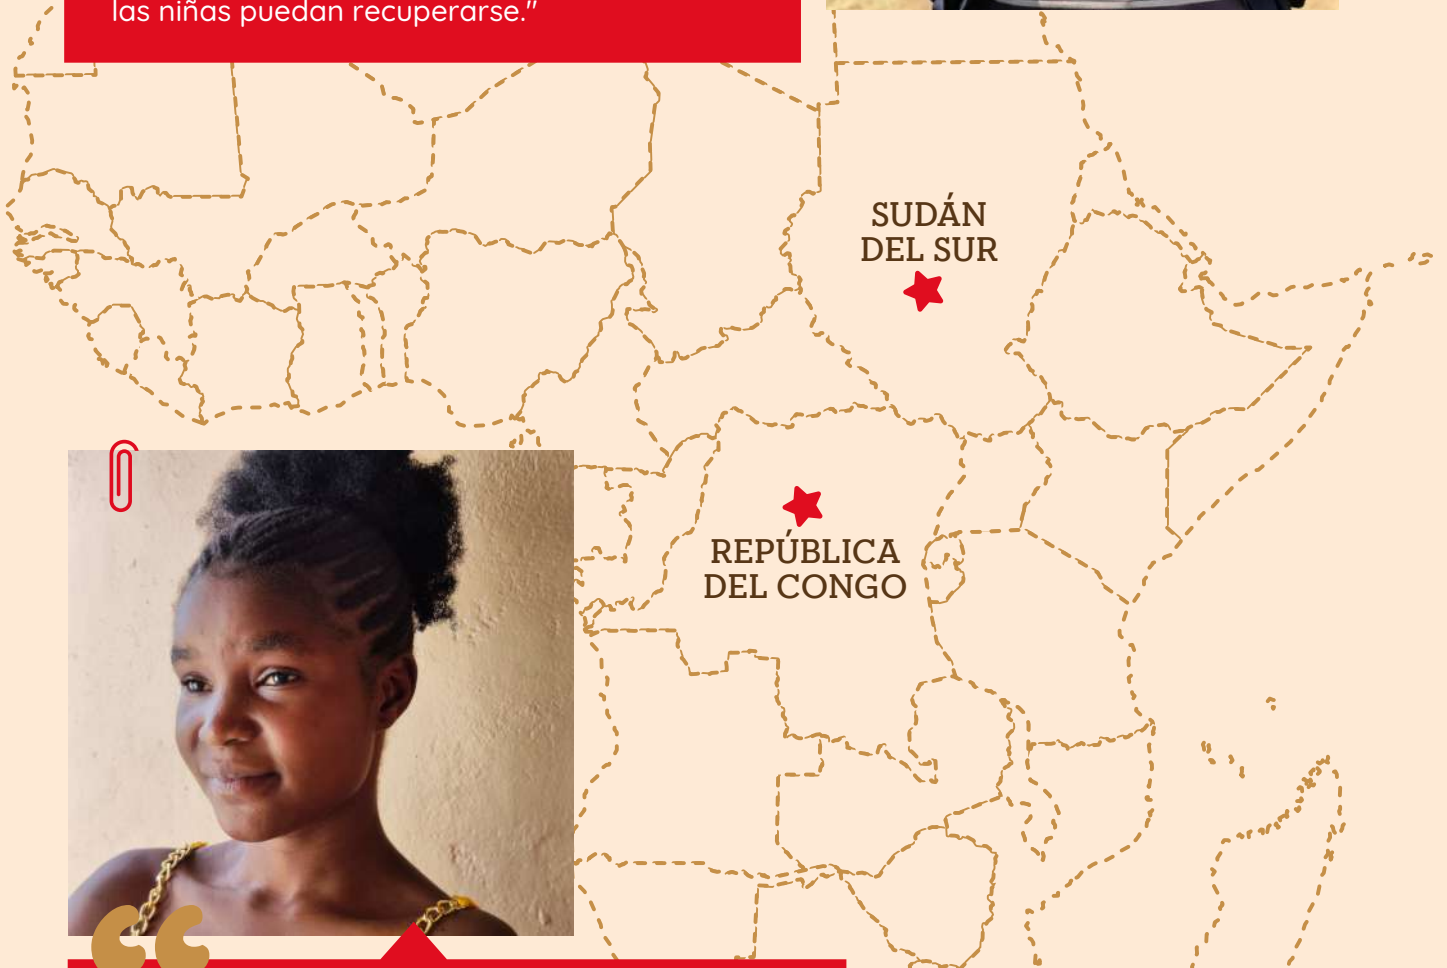 las niñas puedan recuperarse."
SUDÁN
DEL SUR
REPÚBLICA
DEL CONGO
“